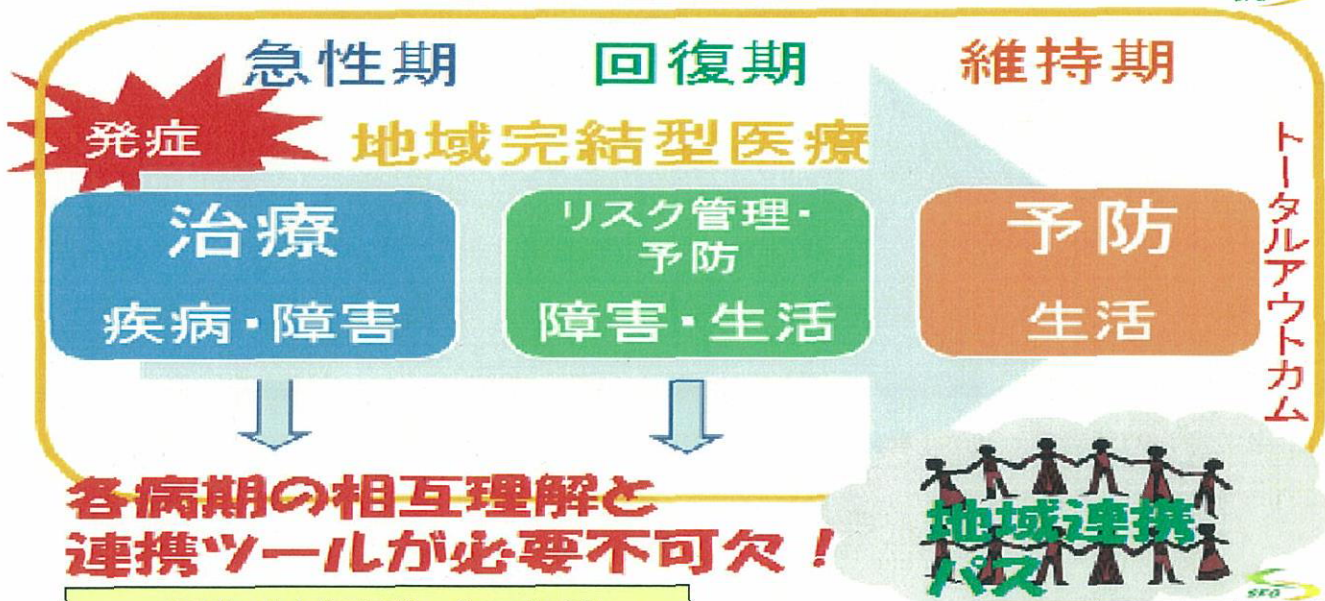 急性期 回復期 維持期
発症
地域完結型医療
治療
疾病・障害
リスク管理・
予防
障害・生活
予防
生活
トータルアウトカム
各病期の相互理解と
連携ツールが必要不可欠！
地域連携
パス
SFO